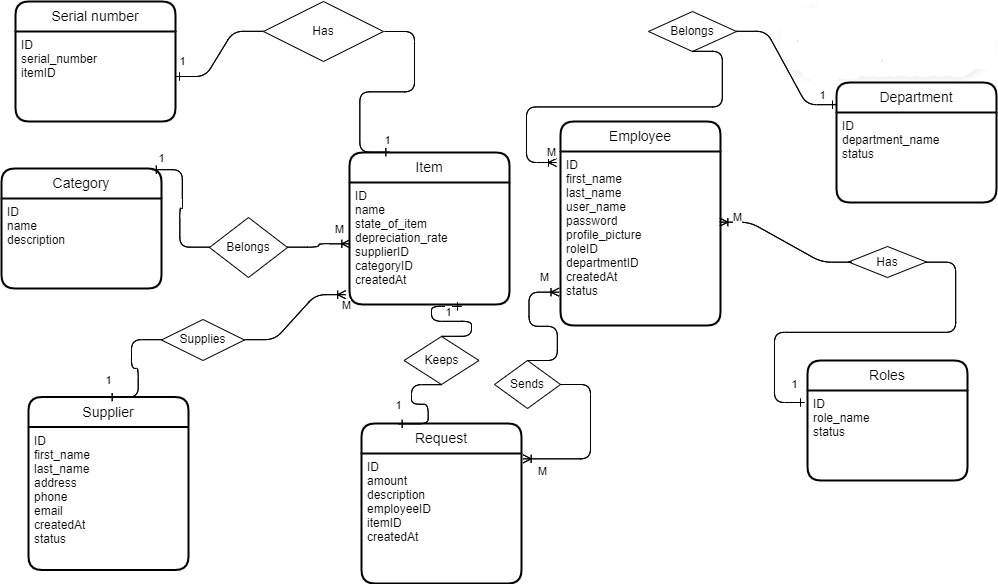 Serial number
ID
serial_number
itemID
1
Has
1
Belongs
1
Department
ID
department_name
status
M
Employee
ID
first_name
last_name
user_name
password
profile_picture
roleID
departmentID
createdAt
status
M
M
Has
1
Roles
ID
role_name
status
Category
ID
name
description
1
Belongs
M
Item
ID
name
state_of_item
depreciation_rate
supplierID
categoryID
createdAt
M
Supplies
1
Supplier
ID
first_name
last_name
address
phone
email
createdAt
status
1
Keeps
1
Sends
M
Request
ID
amount
description
employeeID
itemID
createdAt